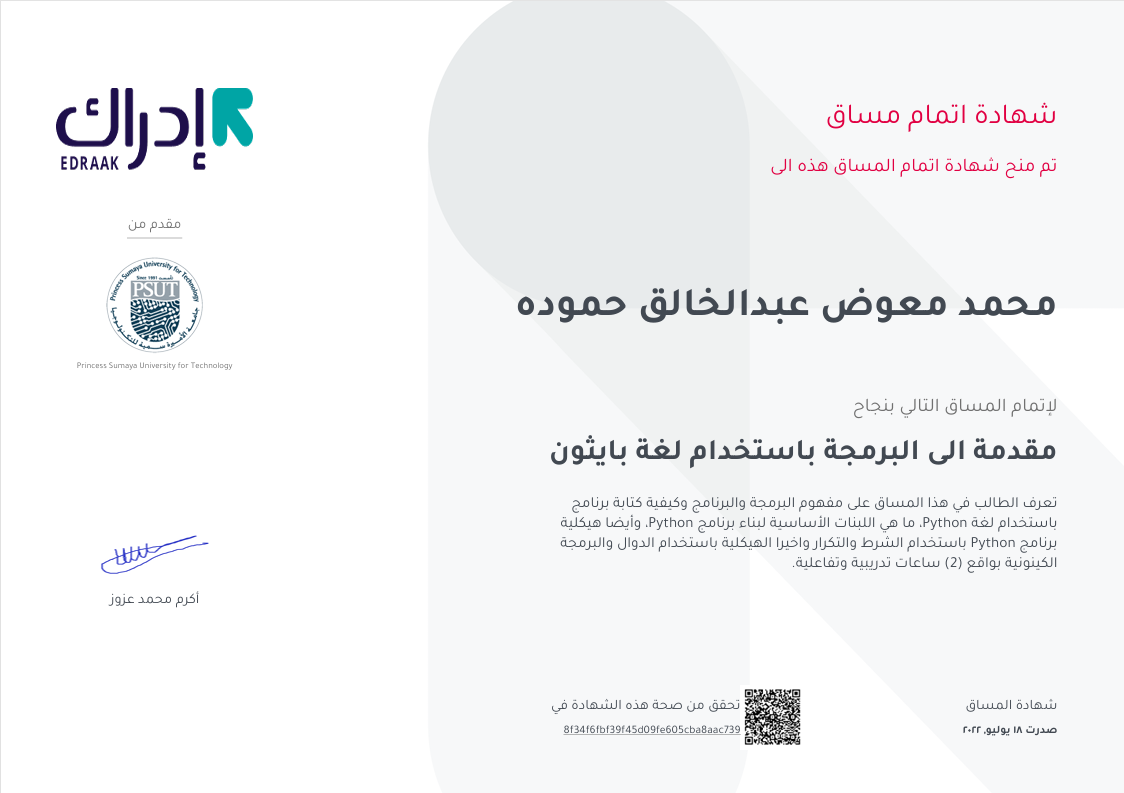 شهادة اتمام مساق
تم منح شهادة اتمام المساق هذه الى
محمد معوض عبدالخالق حموده
لإتمام المساق التالي بنجاح
مقدمة الى البرمجة باستخدام لغة بايثون
تعرف الطالب في هذا المساق على مفهوم البرمجة والبرنامج وكيفية كتابة برنامج
باستخدام لغة Python، ما هي اللبنات الأساسية لبناء برنامج Python، وأيضا هيكلية
برنامج Python باستخدام الشرط والتكرار واخيرا الهيكلية باستخدام الدوال والبرمجة
الكينونية بواقع (2) ساعات تدريبية وتفاعلية.
شهادة المساق
صدرت ١٨ يوليو, ٢٠٢٢
تحقق من صحة هذه الشهادة في
8f34f6fbf39f45d09fe605cba8aac739
إدراك
EDRAAK
مقدم من
Princess Sumaya University for Technology
Since 1991 تأسست
PSUT
جامعة الأميرة سمية للتكنولوجيا
Princess Sumaya University for Technology
أكرم محمد عزوز